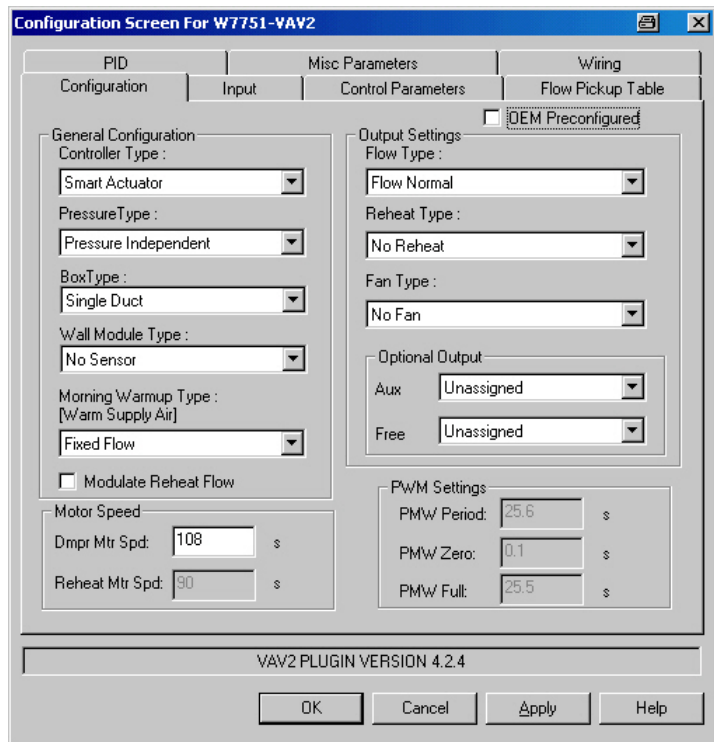 Configuration Screen For W7751-VAV2
PID
Misc Parameters
Wiring
Configuration
Input
Control Parameters
Flow Pickup Table
OEM Preconfigured
General Configuration
Controller Type :
Smart Actuator
PressureType :
Pressure Independent
BoxType :
Single Duct
Wall Module Type :
No Sensor
Morning Warmup Type :
[Warm Supply Air]
Fixed Flow
Modulate Reheat Flow
Motor Speed
Dmpr Mtr Spd: 108 s
Reheat Mtr Spd: 90 s
Output Settings
Flow Type :
Flow Normal
Reheat Type :
No Reheat
Fan Type :
No Fan
Optional Output
Aux Unassigned
Free Unassigned
PWM Settings
PMW Period: 25.6 s
PMW Zero: 0.1 s
PMW Full: 25.5 s
VAV2 PLUGIN VERSION 4.2.4
OK
Cancel
Apply
Help